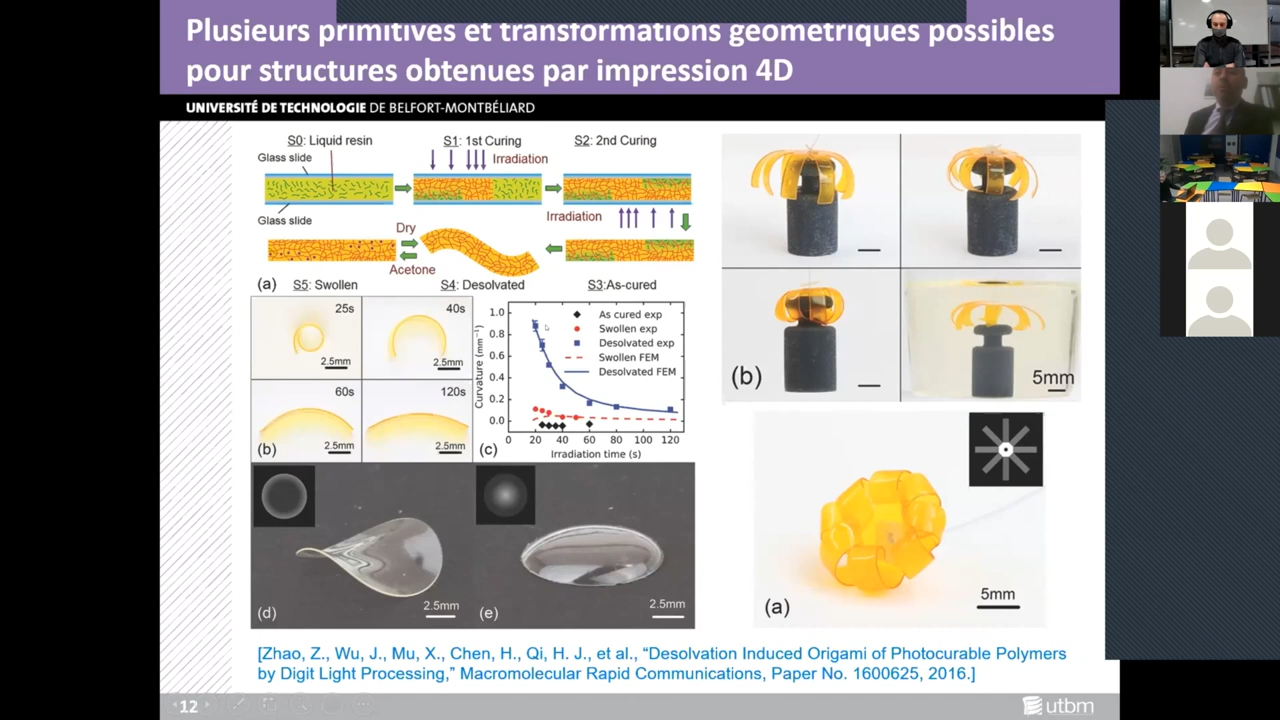 Plusieurs primitives et transformations géométriques possibles
pour structures obtenues par impression 4D
UNIVERSITÉ DE TECHNOLOGIE DE BELFORT-MONTBÉLIARD
S0: Liquid resin
S1: 1st Curing
S2: 2nd Curing
Glass slide
Irradiation
Glass slide
Irradiation
Dry
Acetone
(a)
S5: Swollen
S4: Desolvated
S3:As-cured
25s
2.5mm
40s
2.5mm
60s
2.5mm
120s
2.5mm
(b)
(c)
Curvature (mm⁻¹)
1.0
0.8
0.6
0.4
0.2
0.0
0 20 40 60 80 100 120
Irradiation time (s)
As cured exp
Swollen exp
Desolvated exp
Swollen FEM
Desolvated FEM
(d)
2.5mm
(e)
2.5mm
(b)
5mm
(a)
5mm
[Zhao, Z., Wu, J., Mu, X., Chen, H., Qi, H. J., et al., “Desolvation Induced Origami of Photocurable Polymers
by Digit Light Processing,” Macromolecular Rapid Communications, Paper No. 1600625, 2016.]
12
utbm